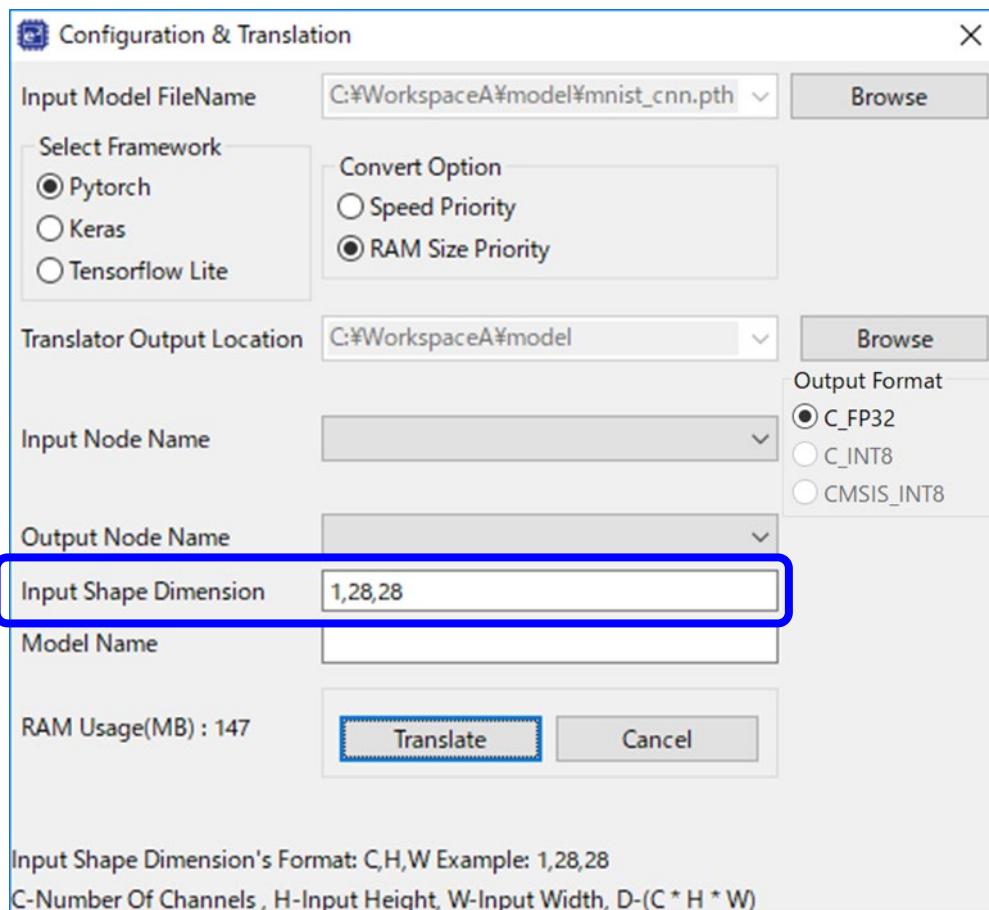 Configuration & Translation
Input Model FileName C:¥WorkspaceA¥model¥mnist_cnn.pth Browse
Select Framework
Pytorch
Keras
Tensorflow Lite
Convert Option
Speed Priority
RAM Size Priority
Translator Output Location C:¥WorkspaceA¥model Browse
Output Format
C_FP32
C_INT8
CMSIS_INT8
Input Node Name
Output Node Name
Input Shape Dimension 1,28,28
Model Name
RAM Usage(MB) : 147 Translate Cancel
Input Shape Dimension's Format: C,H,W Example: 1,28,28
C-Number Of Channels , H-Input Height, W-Input Width, D-(C * H * W)